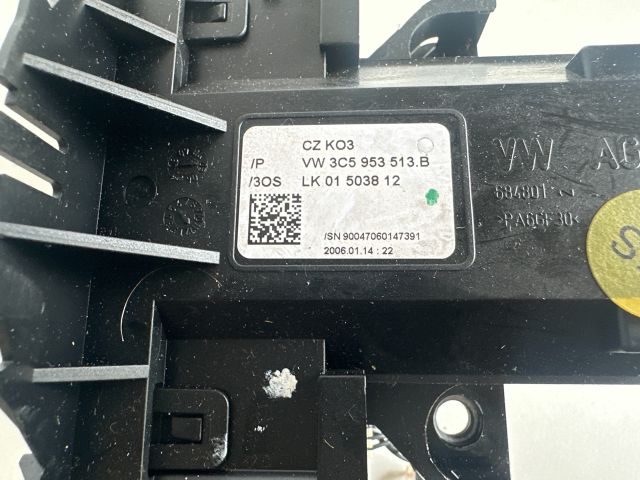 CZ KO3
/P VW 3C5 953 513.B
/3OS LK 01 5038 12
/SN 90047060147391
2006.01.14 : 22
VW AG
684801
>PA66F30<
S